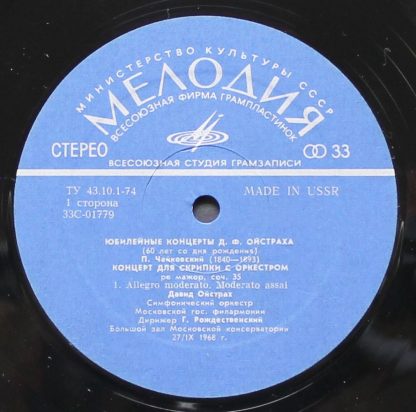 МИНИСТЕРСТВО КУЛЬТУРЫ СССР
МЕЛОДИЯ
ВСЕСОЮЗНАЯ ФИРМА ГРАМПЛАСТИНОК
СТЕРЕО
33
ВСЕСОЮЗНАЯ СТУДИЯ ГРАМЗАПИСИ
ТУ 43.10.1-74
MADE IN USSR
1 сторона
33С-01779
ЮБИЛЕЙНЫЕ КОНЦЕРТЫ Д. Ф. ОЙСТРАХА
(60 лет со дня рождения)
П. Чайковский (1840—1893)
КОНЦЕРТ ДЛЯ СКРИПКИ С ОРКЕСТРОМ
ре мажор, соч. 35
1. Allegro moderato. Moderato assai
Давид Ойстрах
Симфонический оркестр
Московской гос. филармонии
Дирижер Г. Рождественский
Большой зал Московской консерватории
27/IX 1968 г.